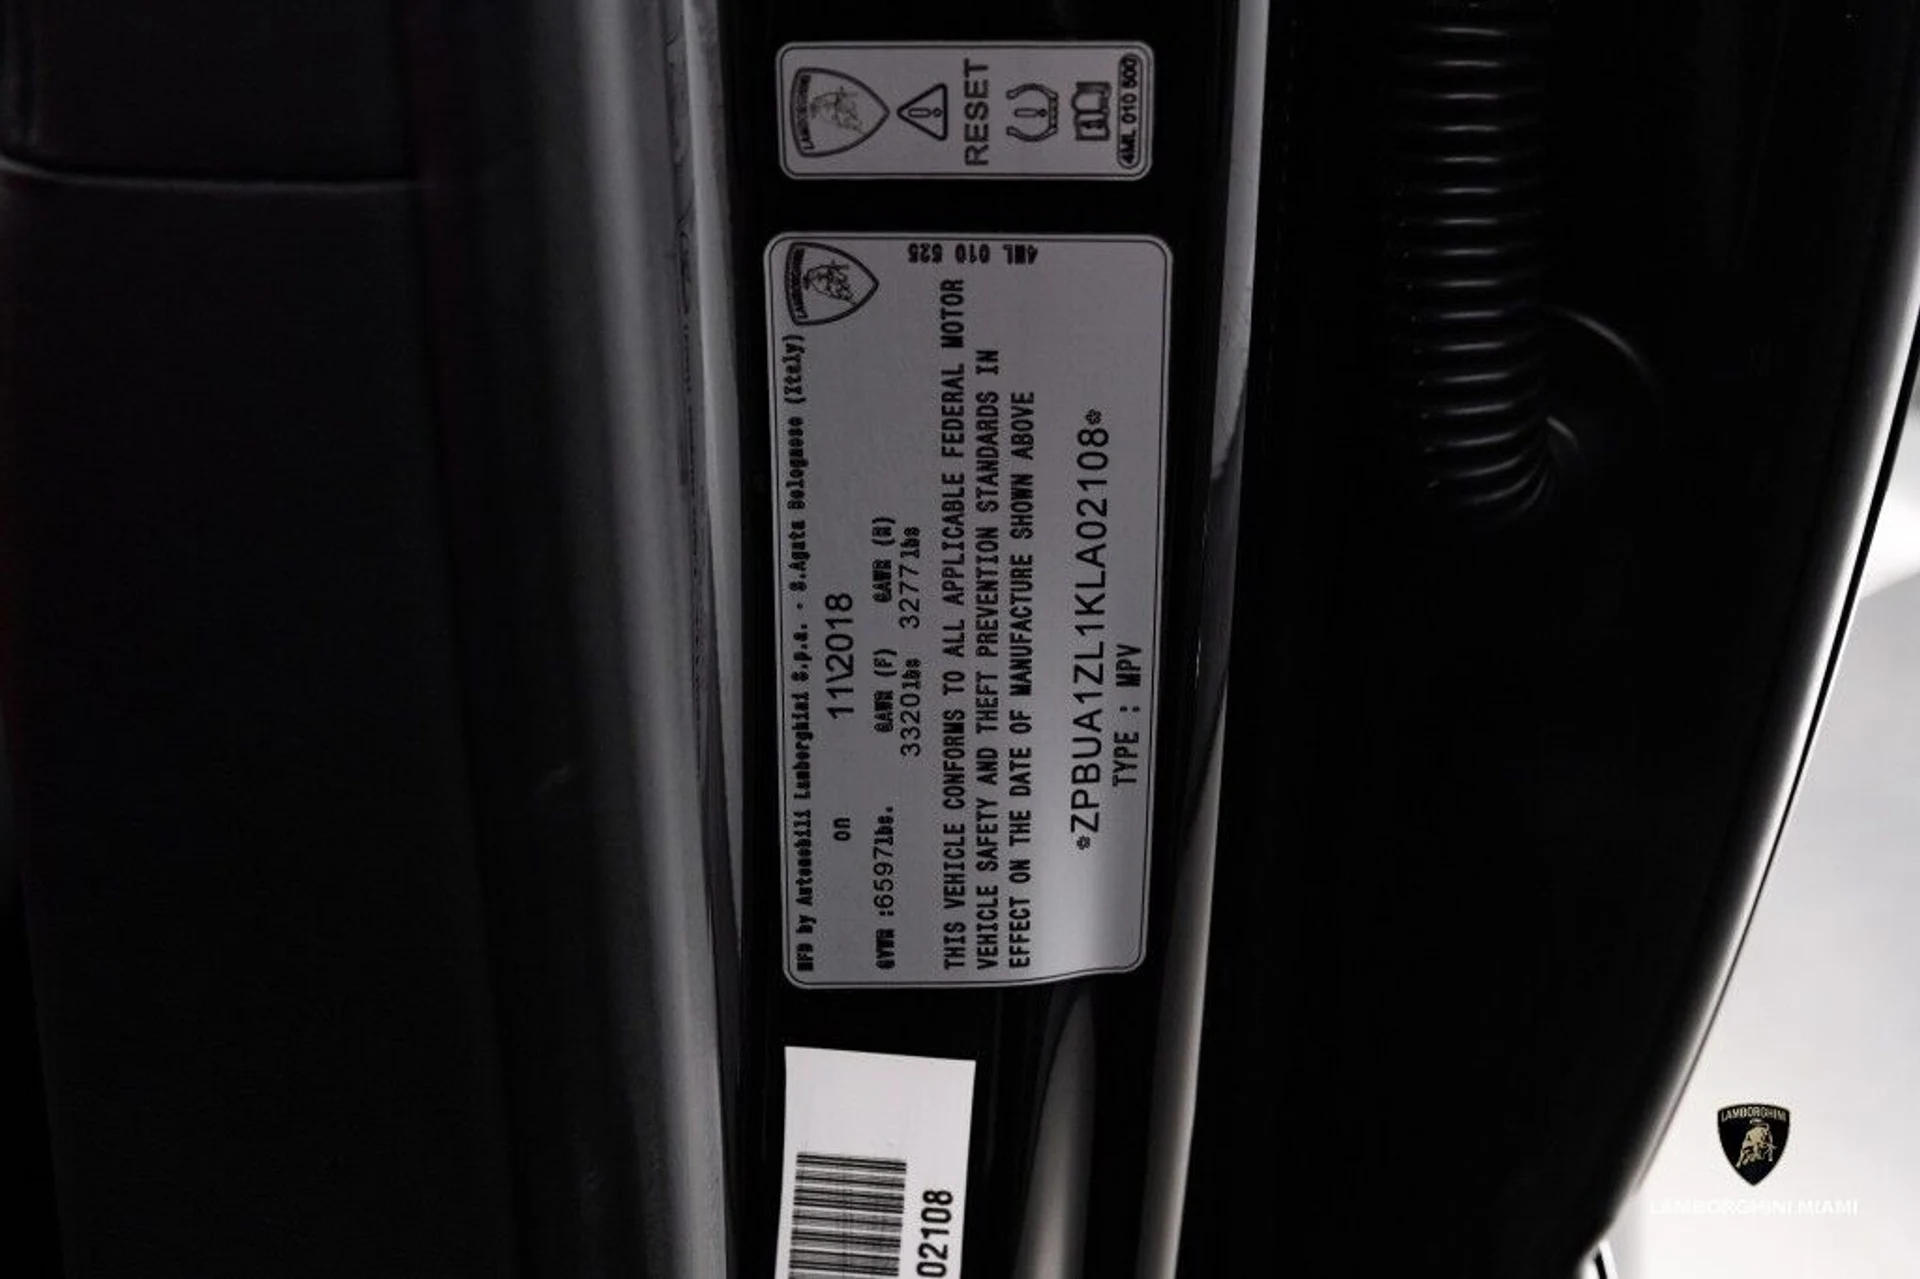 LAMBORGHINI
RESET
4ML 010 500
LAMBORGHINI
4ML 010 525
MFD by Automobili Lamborghini S.p.a. - S.Agata Bolognese (Italy)
on 11\2018
GVWR :6597lbs. GAWR (F) GAWR (R)
3320lbs 3277lbs
THIS VEHICLE CONFORMS TO ALL APPLICABLE FEDERAL MOTOR
VEHICLE SAFETY AND THEFT PREVENTION STANDARDS IN
EFFECT ON THE DATE OF MANUFACTURE SHOWN ABOVE
*ZPBUA1ZL1KLA02108*
TYPE : MPV
02108
LAMBORGHINI
LAMBORGHINI MIAMI